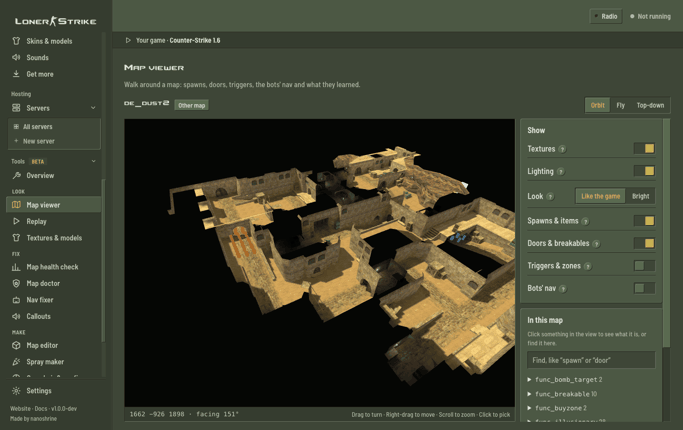 LONERSTRIKE
Radio
Not running
Skins & models
Sounds
Get more
Hosting
Servers
All servers
New server
Tools BETA
Overview
LOOK
Map viewer
Replay
Textures & models
FIX
Map health check
Map doctor
Nav fixer
Callouts
MAKE
Map editor
Spray maker
Settings
Website · Docs · v1.0.0-dev
Made by nanoshrine
Your game · Counter-Strike 1.6
MAP VIEWER
Walk around a map: spawns, doors, triggers, the bots' nav and what they learned.
DE_DUST2 Other map
Orbit Fly Top-down
Show
Textures ?
Lighting ?
Look ? Like the game Bright
Spawns & items ?
Doors & breakables ?
Triggers & zones ?
Bots' nav ?
In this map
Click something in the view to see what it is, or
find it here.
Find, like "spawn" or "door"
func_bomb_target 2
func_breakable 10
func_buyzone 2
1662 -926 1898 · facing 151°
Drag to turn · Right-drag to move · Scroll to zoom · Click to pick